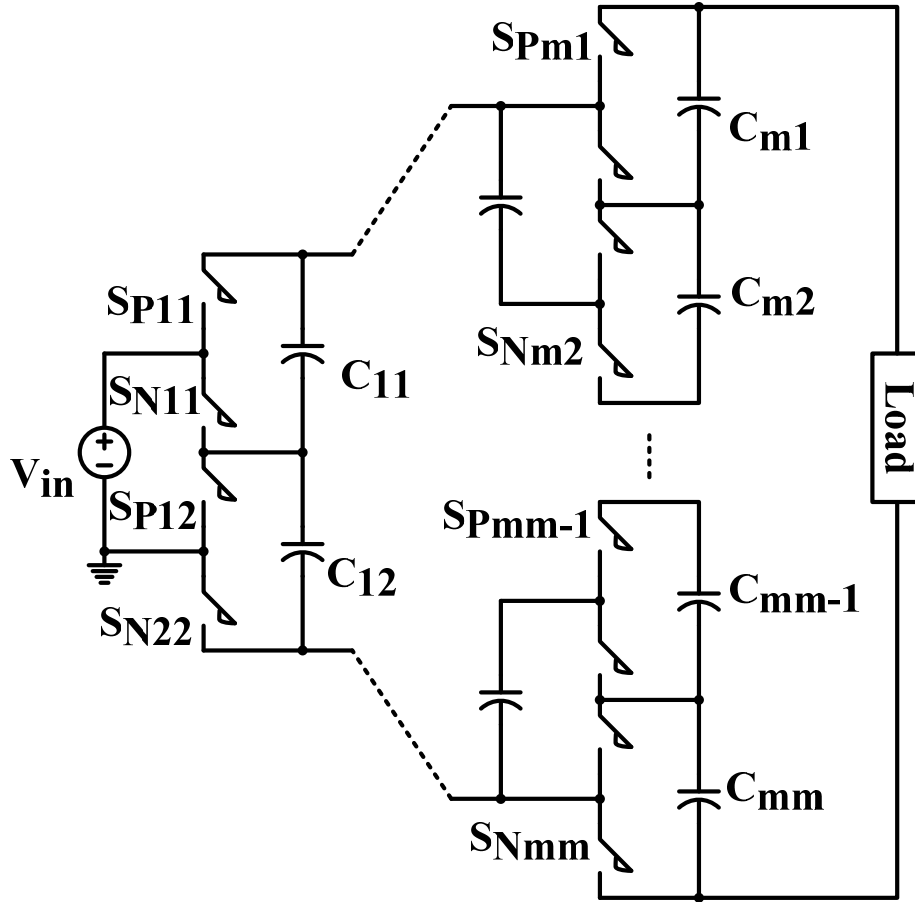 SPm1
Cm1
Cm2
SNm2
SP11
SN11
C11
Vin
SP12
C12
SN22
Load
SPmm-1
Cmm-1
Cmm
SNmm